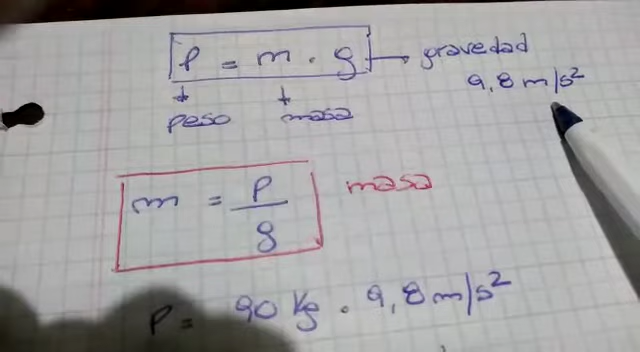 P = m . g → gravedad
9,8 m/s²
peso masa
m = P / g masa
P = 90 Kg . 9,8 m/s²